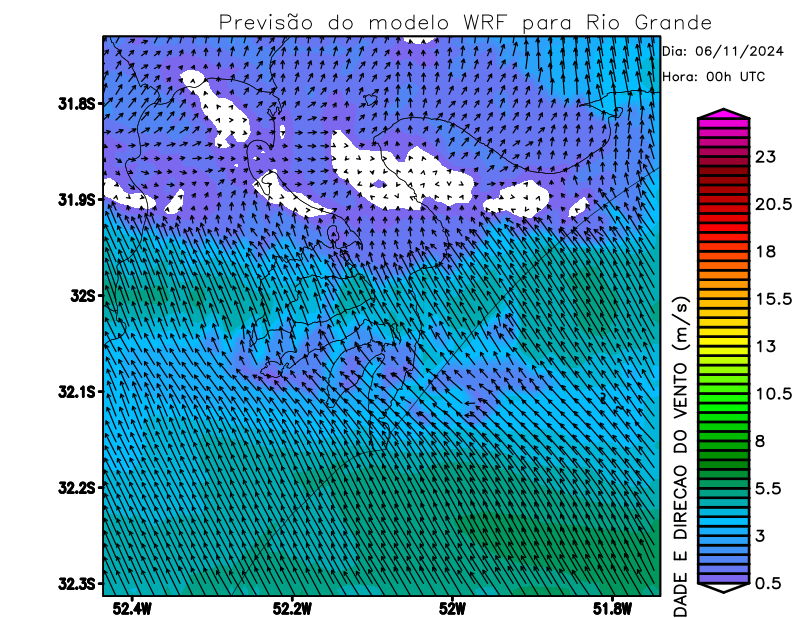 Previsão do modelo WRF para Rio Grande
Dia: 06/11/2024
Hora: 00h UTC
31.8S
31.9S
32S
32.1S
32.2S
32.3S
52.4W
52.2W
52W
51.8W
23
20.5
18
15.5
13
10.5
8
5.5
3
0.5
DADE E DIRECAO DO VENTO (m/s)